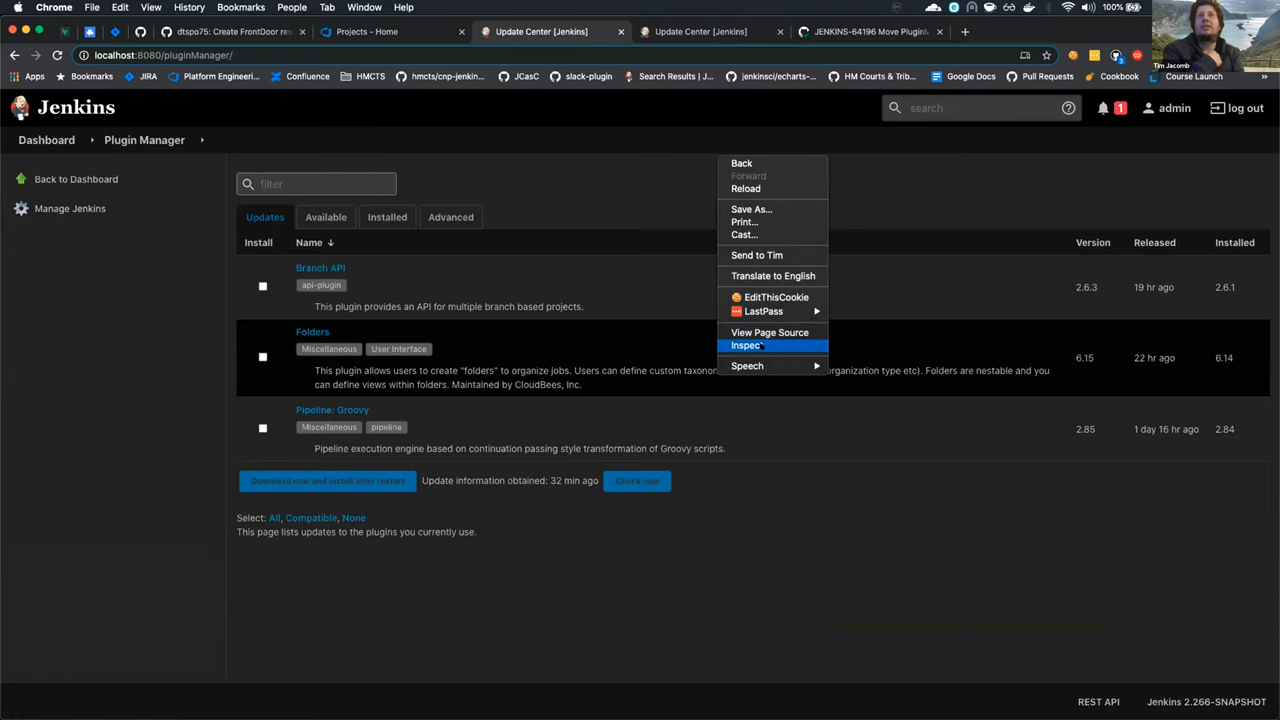 Chrome File Edit View History Bookmarks People Tab Window Help 100%
dtspo75: Create FrontDoor res Projects - Home Update Center [Jenkins] Update Center [Jenkins] JENKINS-64196 Move PluginM
localhost:8080/pluginManager/
Tim Jacomb
Apps Bookmarks JIRA Platform Engineeri... Confluence HMCTS hmcts/cnp-jenkin... JCasC slack-plugin Search Results | J... jenkinsci/echarts-... HM Courts & Trib... Google Docs Pull Requests Cookbook Course Launch »
Jenkins search 1 admin log out
Dashboard Plugin Manager
Back to Dashboard
Manage Jenkins
filter
Updates Available Installed Advanced
Install Name ↓ Version Released Installed
Branch API
api-plugin 2.6.3 19 hr ago 2.6.1
This plugin provides an API for multiple branch based projects.
Folders
Miscellaneous User Interface 6.15 22 hr ago 6.14
This plugin allows users to create "folders" to organize jobs. Users can define custom taxonom organization type etc). Folders are nestable and you
can define views within folders. Maintained by CloudBees, Inc.
Pipeline: Groovy
Miscellaneous pipeline 2.85 1 day 16 hr ago 2.84
Pipeline execution engine based on continuation passing style transformation of Groovy scripts.
Download now and install after restart Update information obtained: 32 min ago Check now
Select: All, Compatible, None
This page lists updates to the plugins you currently use.
Back
Forward
Reload
Save As...
Print...
Cast...
Send to Tim
Translate to English
EditThisCookie
LastPass
View Page Source
Inspect
Speech
REST API Jenkins 2.266-SNAPSHOT